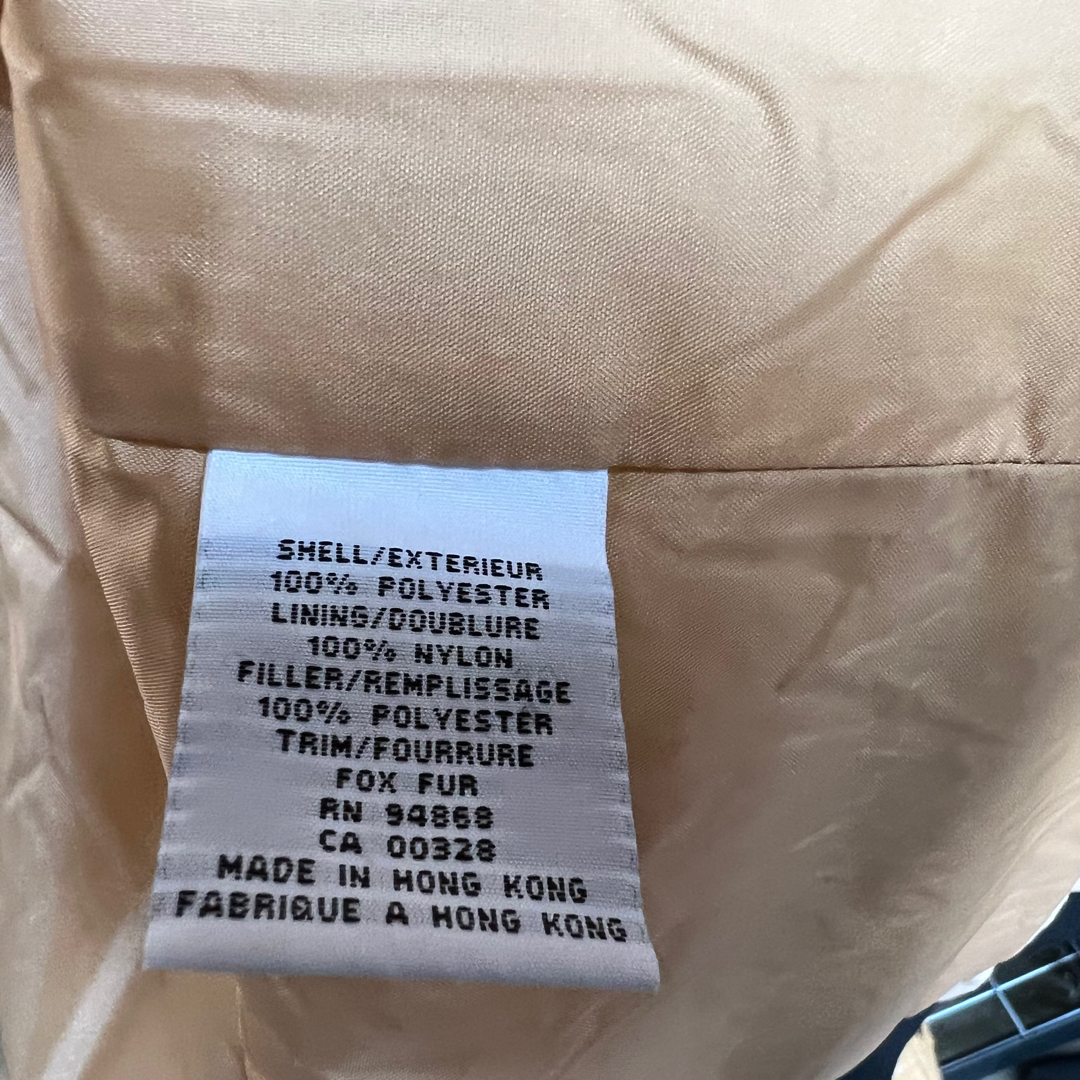 SHELL/EXTERIEUR
100% POLYESTER
LINING/DOUBLURE
100% NYLON
FILLER/REMPLISSAGE
100% POLYESTER
TRIM/FOURRURE
FOX FUR
RN 94868
CA 00328
MADE IN HONG KONG
FABRIQUE A HONG KONG